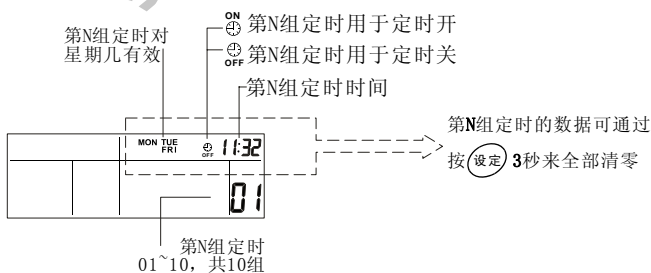 ON
第N组定时用于定时开
第N组定时对
星期几有效
第N组定时用于定时关
OFF
第N组定时时间
MON TUE
FRI
OFF
11:32
第N组定时的数据可通过
按设定3秒来全部清零
01
第N组定时
01~10，共10组